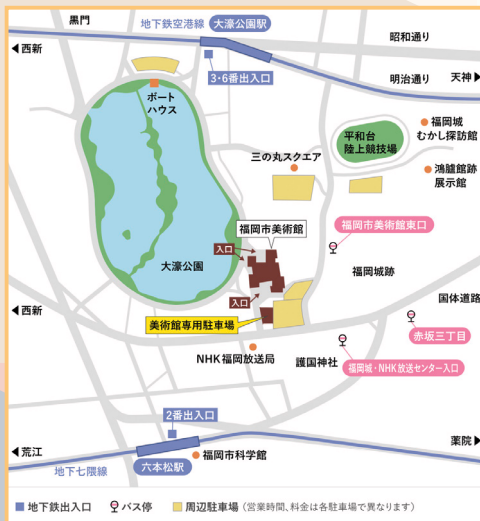 黒門
地下鉄空港線
大濠公園駅
昭和通り
◀西新
3・6番出入口
明治通り
天神▶
ボート
ハウス
福岡城
むかし探訪館
平和台
陸上競技場
三の丸スクエア
鴻臚館跡
展示館
福岡市美術館
福岡市美術館東口
入口
大濠公園
福岡城跡
国体道路
入口
◀西新
美術館専用駐車場
赤坂三丁目
NHK福岡放送局
護国神社
福岡城・NHK放送センター入口
2番出入口
薬院▶
◀荒江
福岡市科学館
地下七隈線
六本松駅
地下鉄出入口
バス停
周辺駐車場（営業時間、料金は各駐車場で異なります）